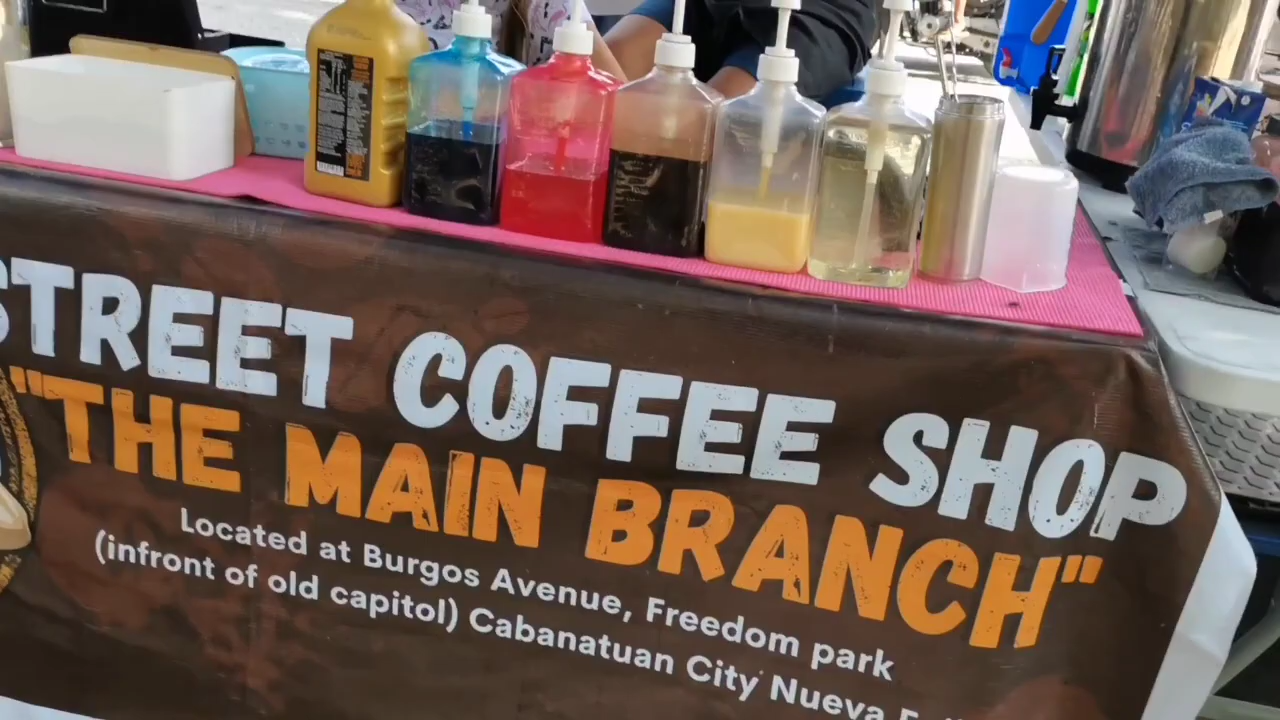 STREET COFFEE SHOP
"THE MAIN BRANCH"
Located at Burgos Avenue, Freedom park
(infront of old capitol) Cabanatuan City Nueva